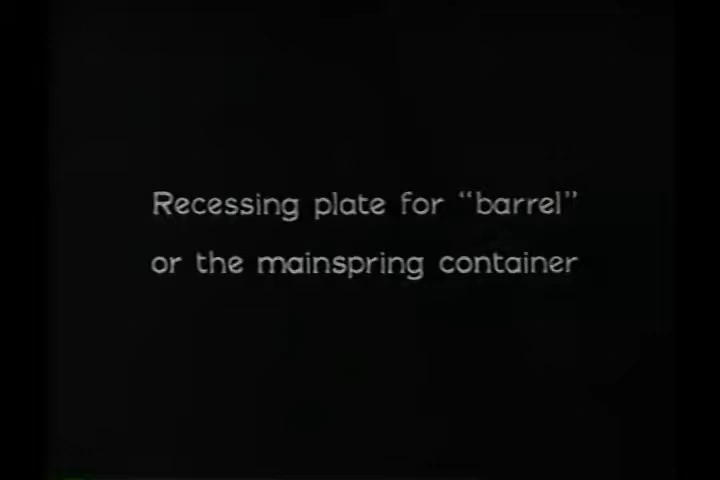 Recessing plate for “barrel”
or the mainspring container